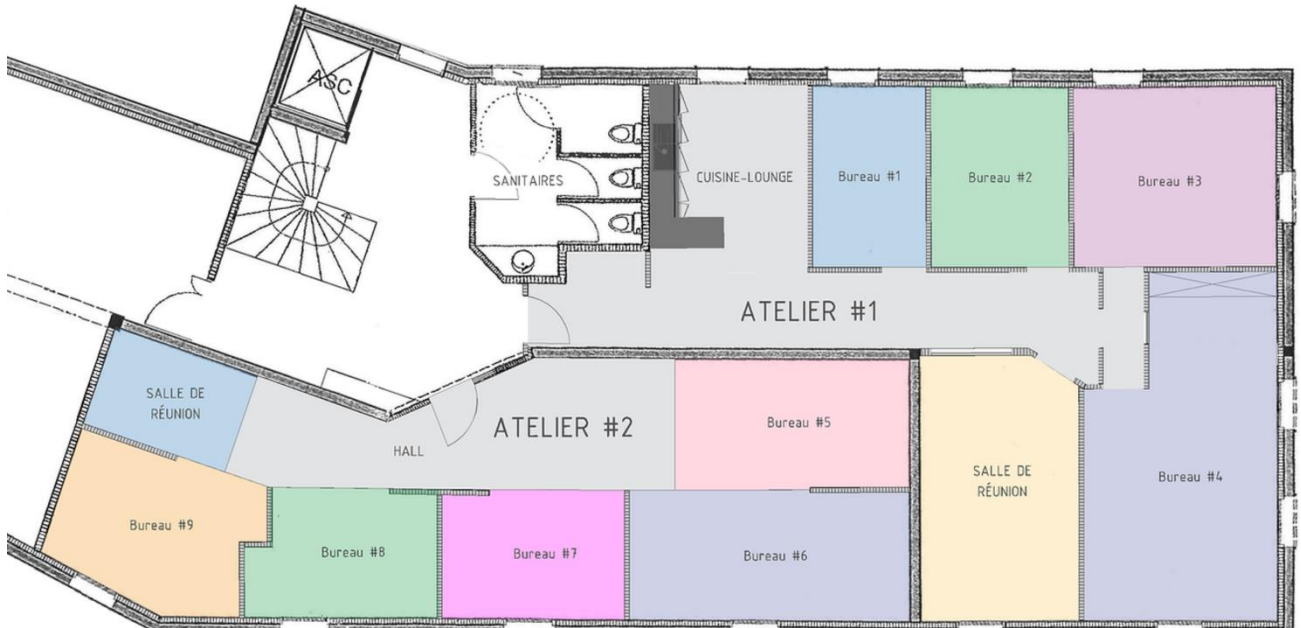 ASC
SANITAIRES
CUISINE-LOUNGE
Bureau #1
Bureau #2
Bureau #3
ATELIER #1
SALLE DE
RÉUNION
ATELIER #2
HALL
Bureau #5
SALLE DE
RÉUNION
Bureau #4
Bureau #9
Bureau #8
Bureau #7
Bureau #6